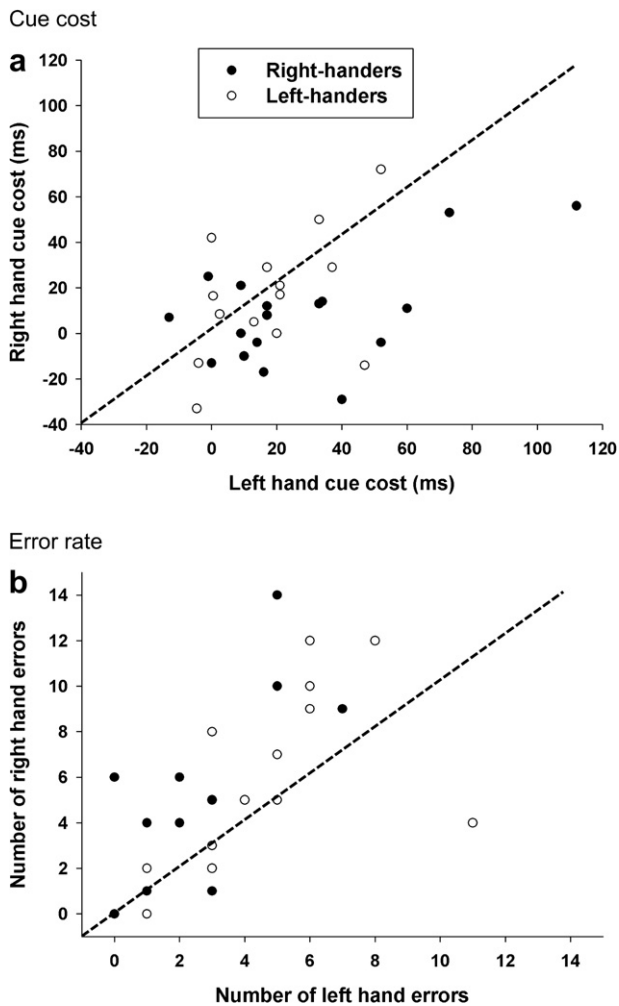 Cue cost
a
Right-handers
Left-handers
Right hand cue cost (ms)
120
100
80
60
40
20
0
-20
-40
-40 -20 0 20 40 60 80 100 120
Left hand cue cost (ms)
Error rate
b
Number of right hand errors
14
12
10
8
6
4
2
0
0 2 4 6 8 10 12 14
Number of left hand errors